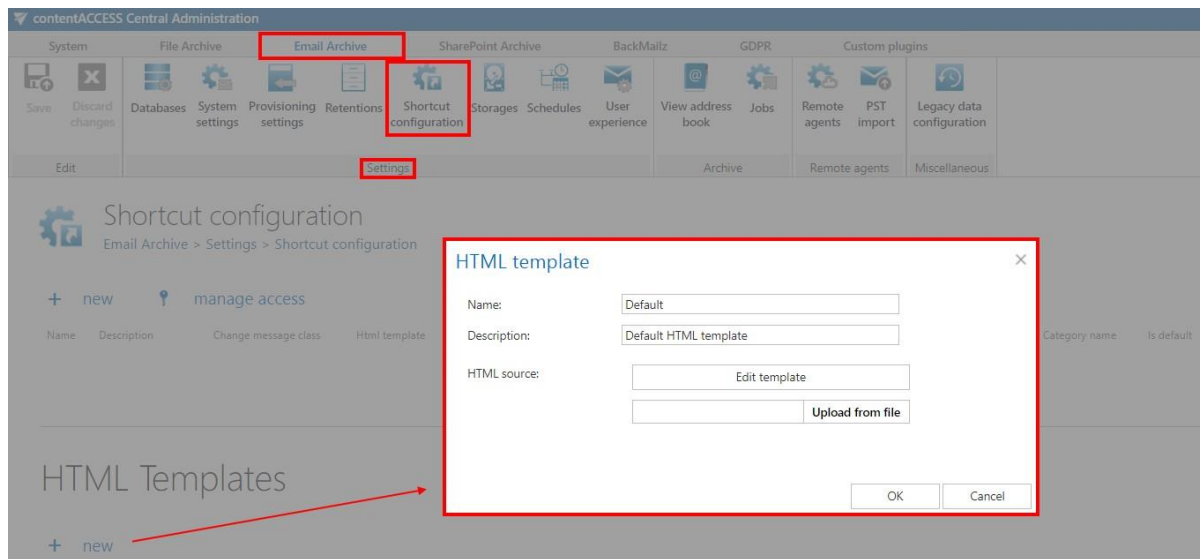 contentACCESS Central Administration
System File Archive Email Archive SharePoint Archive BackMailz GDPR Custom plugins
Save Discard changes Databases System settings Provisioning settings Retentions Shortcut configuration Storages Schedules User experience View address book Jobs Remote agents PST import Legacy data configuration
Edit Settings Archive Remote agents Miscellaneous
Shortcut configuration
Email Archive > Settings > Shortcut configuration
+ new manage access
Name Description Change message class Html template Category name Is default
HTML template
Name: Default
Description: Default HTML template
HTML source: Edit template
Upload from file
OK Cancel
HTML Templates
+ new